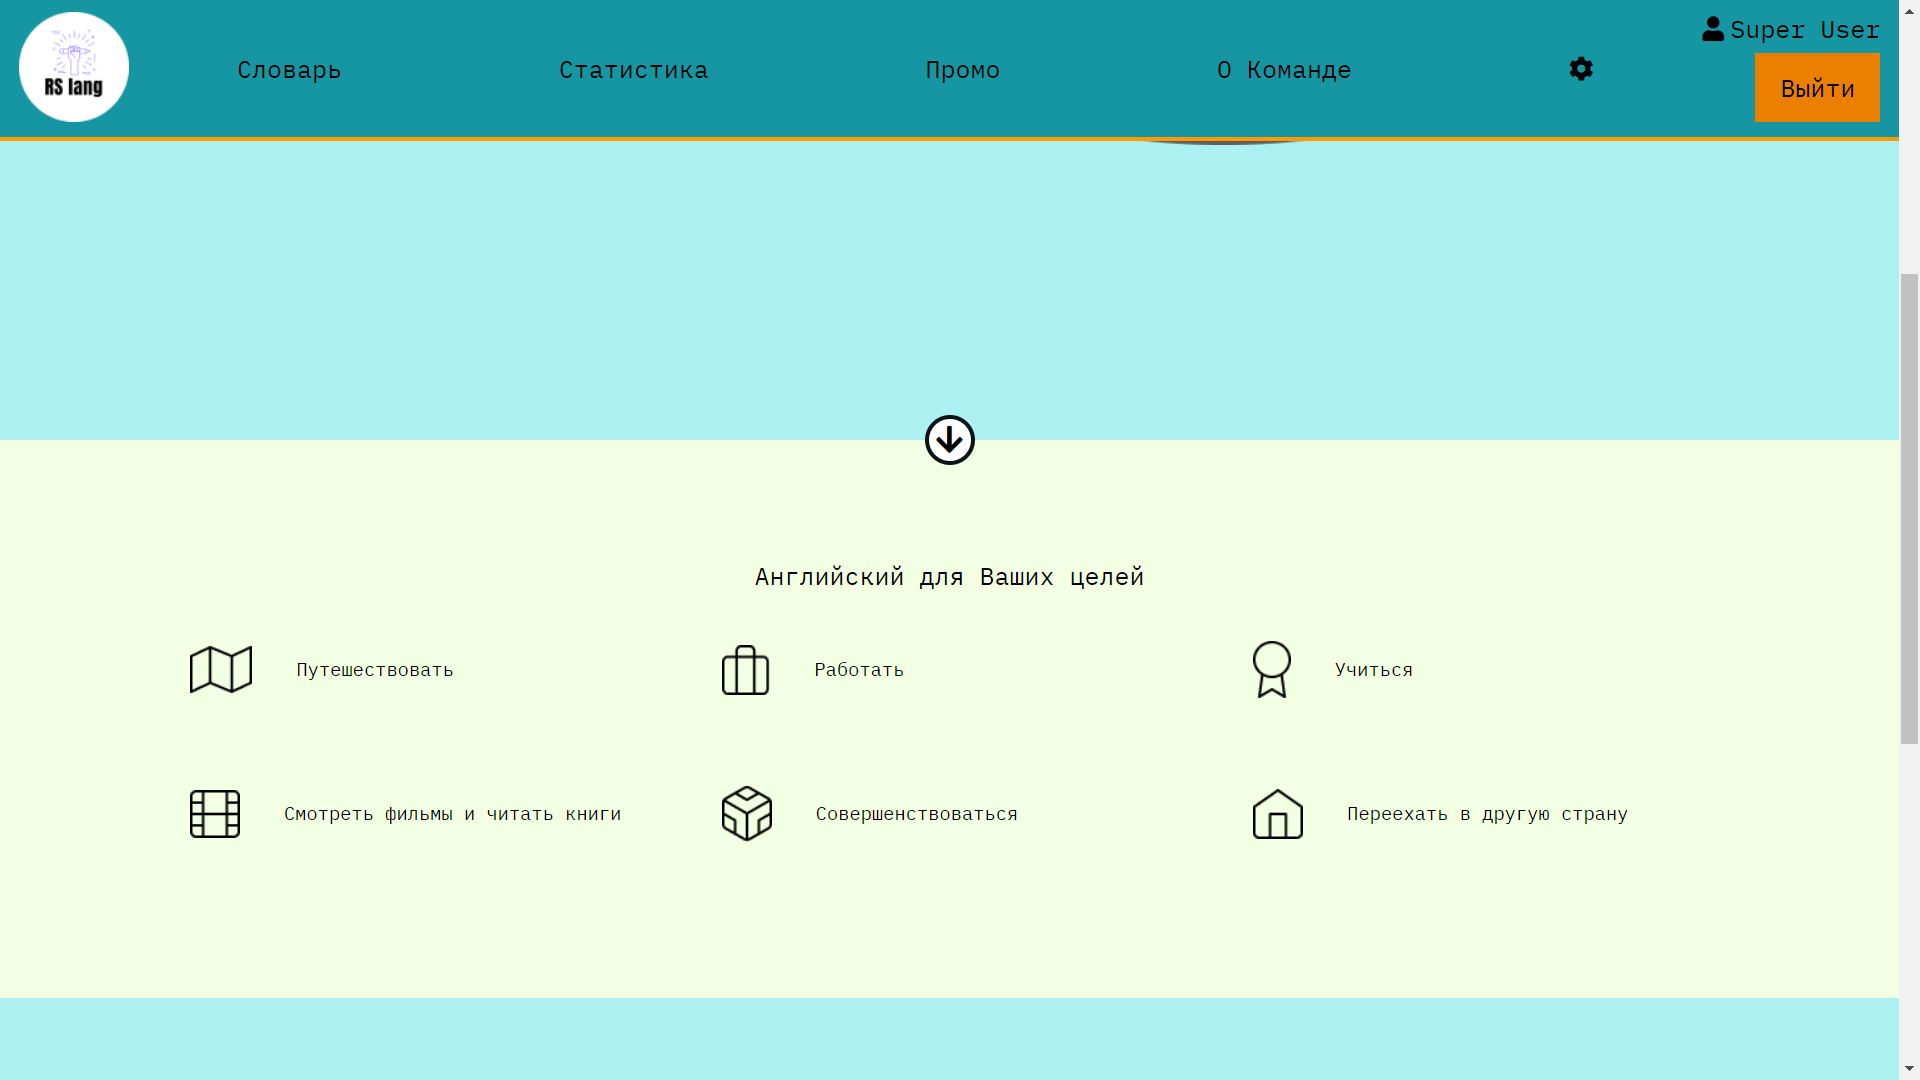 RS lang
Словарь
Статистика
Промо
О Команде
Super User
Выйти
Английский для Ваших целей
Путешествовать
Работать
Учиться
Смотреть фильмы и читать книги
Совершенствоваться
Переехать в другую страну